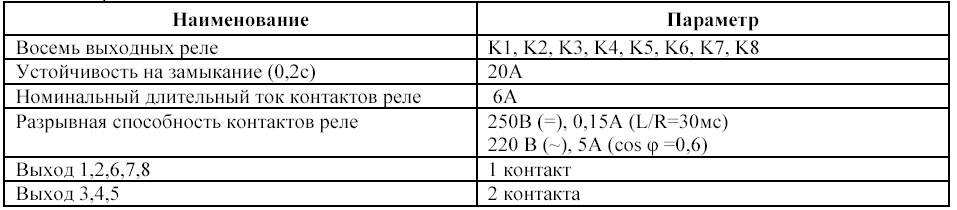 Наименование Параметр
Восемь выходных реле K1, K2, K3, K4, K5, K6, K7, K8
Устойчивость на замыкание (0,2с) 20А
Номинальный длительный ток контактов реле 6А
Разрывная способность контактов реле 250В (=), 0,15А (L/R=30мс)
220 В (~), 5А (cos φ =0,6)
Выход 1,2,6,7,8 1 контакт
Выход 3,4,5 2 контакта